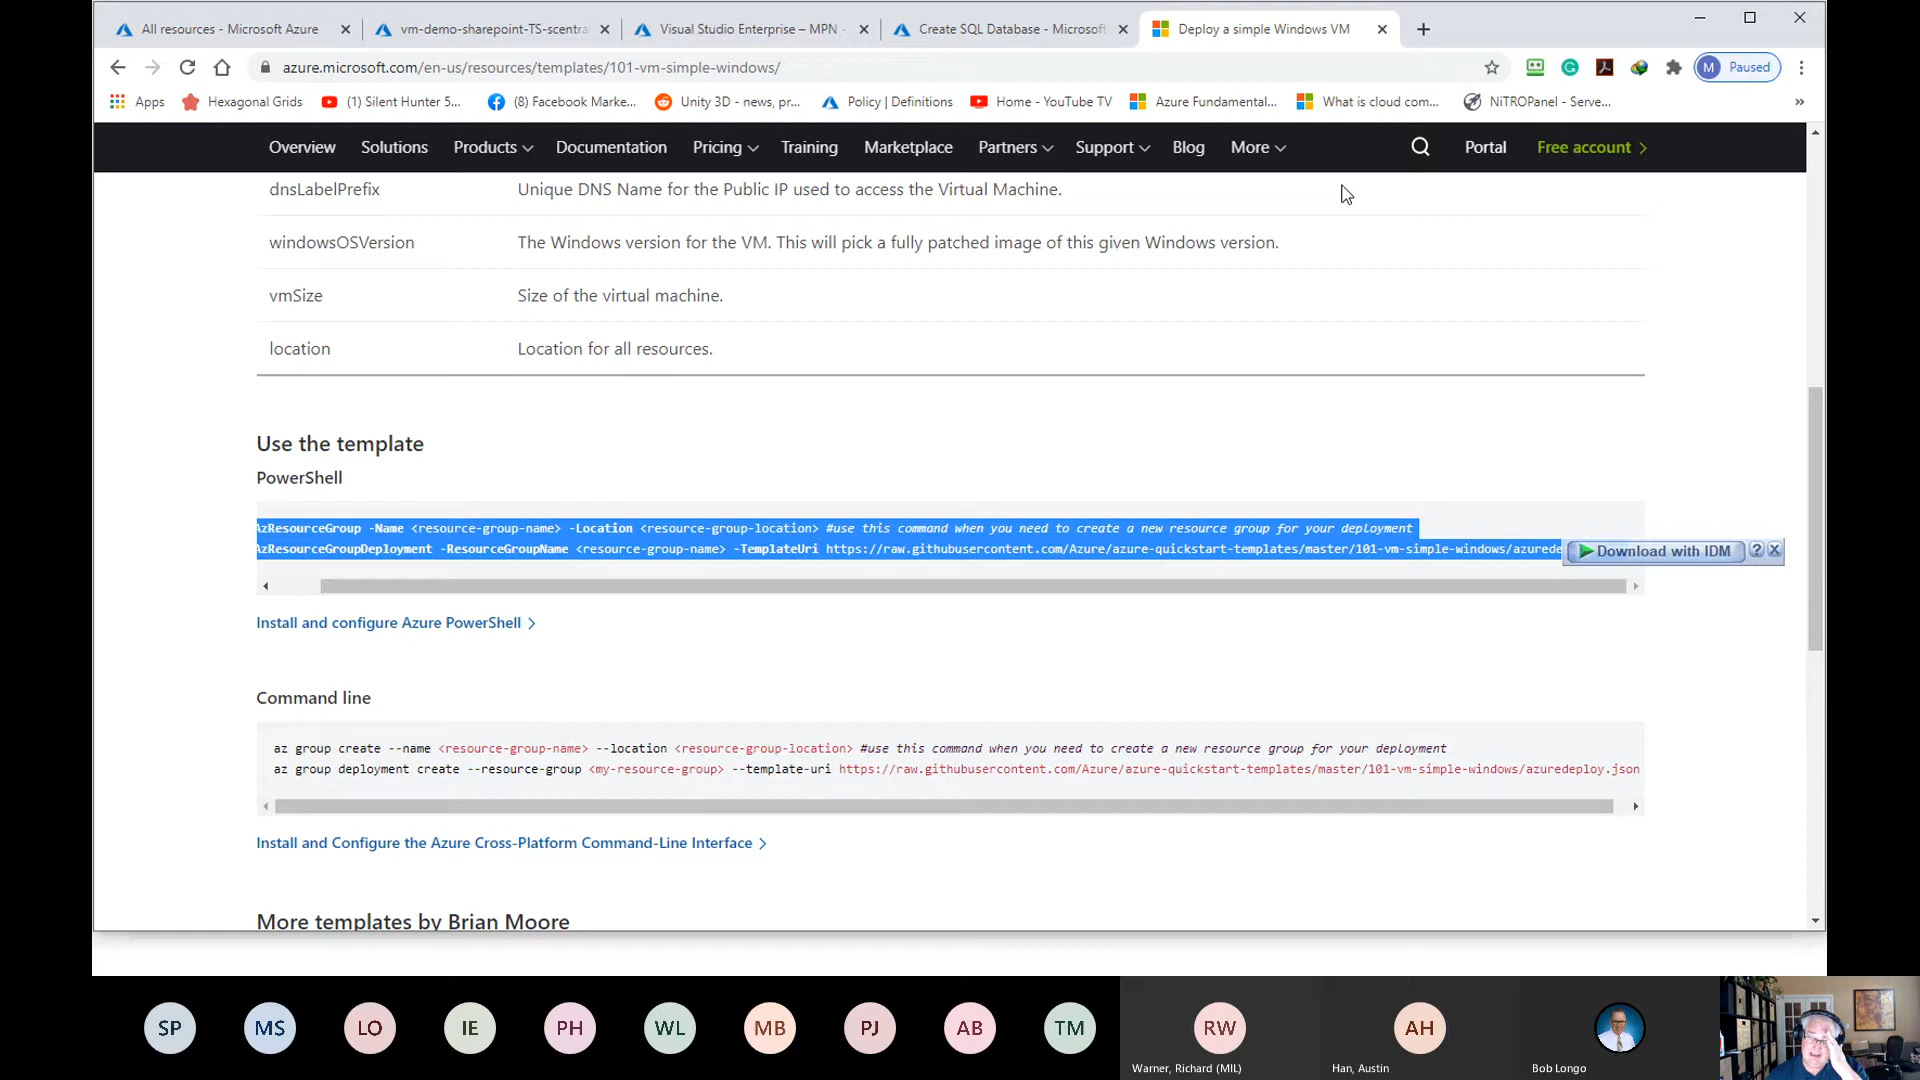 All resources - Microsoft Azure
vm-demo-sharepoint-TS-scentra
Visual Studio Enterprise – MPN -
Create SQL Database - Microsoft
Deploy a simple Windows VM
azure.microsoft.com/en-us/resources/templates/101-vm-simple-windows/
M Paused
Apps
Hexagonal Grids
(1) Silent Hunter 5...
(8) Facebook Marke...
Unity 3D - news, pr...
Policy | Definitions
Home - YouTube TV
Azure Fundamental...
What is cloud com...
NiTROPanel - Serve...
»
Overview
Solutions
Products
Documentation
Pricing
Training
Marketplace
Partners
Support
Blog
More
Portal
Free account
dnsLabelPrefix
Unique DNS Name for the Public IP used to access the Virtual Machine.
windowsOSVersion
The Windows version for the VM. This will pick a fully patched image of this given Windows version.
vmSize
Size of the virtual machine.
location
Location for all resources.
Use the template
PowerShell
AzResourceGroup -Name <resource-group-name> -Location <resource-group-location> #use this command when you need to create a new resource group for your deployment
AzResourceGroupDeployment -ResourceGroupName <resource-group-name> -TemplateUri https://raw.githubusercontent.com/Azure/azure-quickstart-templates/master/101-vm-simple-windows/azurede
Download with IDM
?
Install and configure Azure PowerShell
Command line
az group create --name <resource-group-name> --location <resource-group-location> #use this command when you need to create a new resource group for your deployment
az group deployment create --resource-group <my-resource-group> --template-uri https://raw.githubusercontent.com/Azure/azure-quickstart-templates/master/101-vm-simple-windows/azuredeploy.json
Install and Configure the Azure Cross-Platform Command-Line Interface
More templates by Brian Moore
SP
MS
LO
IE
PH
WL
MB
PJ
AB
TM
RW
AH
Warner, Richard (MIL)
Han, Austin
Bob Longo